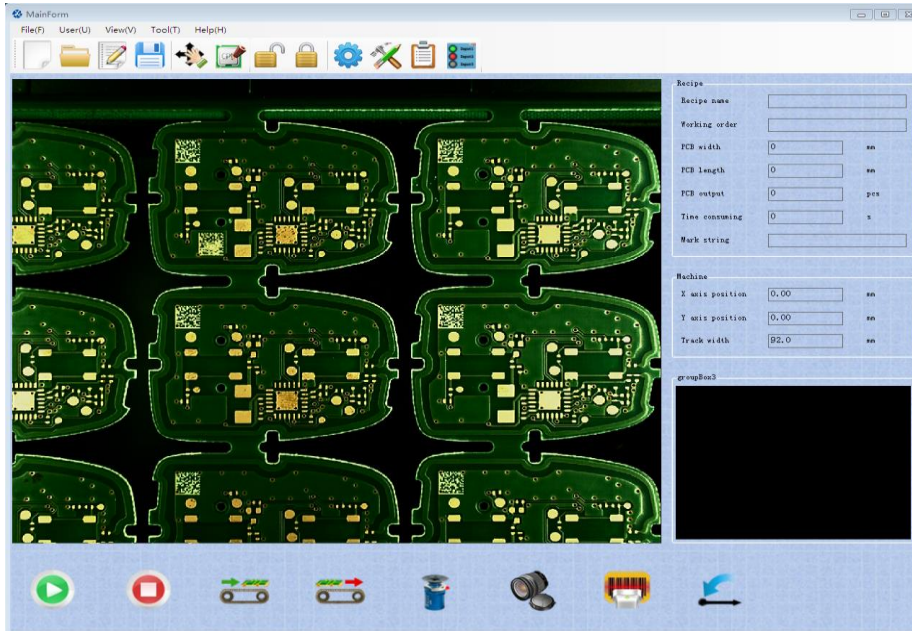 MainForm
File(F) User(U) View(V) Tool(T) Help(H)
Recipe
Recipe name
Working order
PCB width 0 mm
PCB length 0 mm
PCB output 0 pcs
Time consuming 0 s
Mark string
Machine
X axis position 0.00 mm
Y axis position 0.00 mm
Track width 92.0 mm
groupBox3